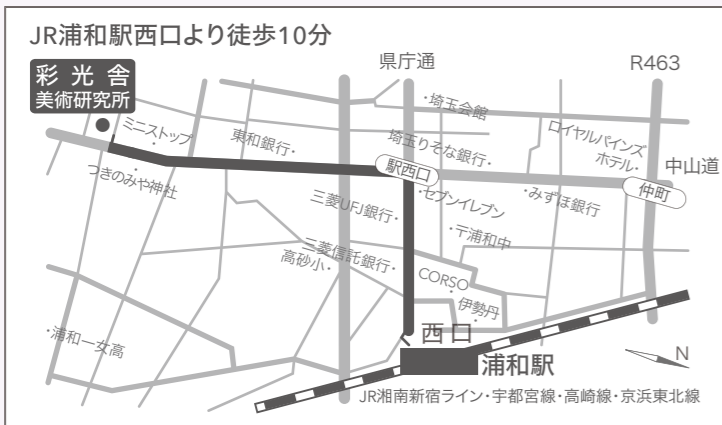 JR浦和駅西口より徒歩10分
彩光舎
美術研究所
県庁通
R463
・埼玉会館
ミニストップ・
東和銀行・
埼玉りそな銀行・
ロイヤルパインズ
ホテル・
中山道
駅西口
仲町
つきのみや神社
・セブンイレブン
・みずほ銀行
三菱UFJ銀行・
・〒浦和中
三菱信託銀行・
高砂小・
CORSO
・伊勢丹
・浦和一女高
西口
浦和駅
N
JR湘南新宿ライン・宇都宮線・高崎線・京浜東北線